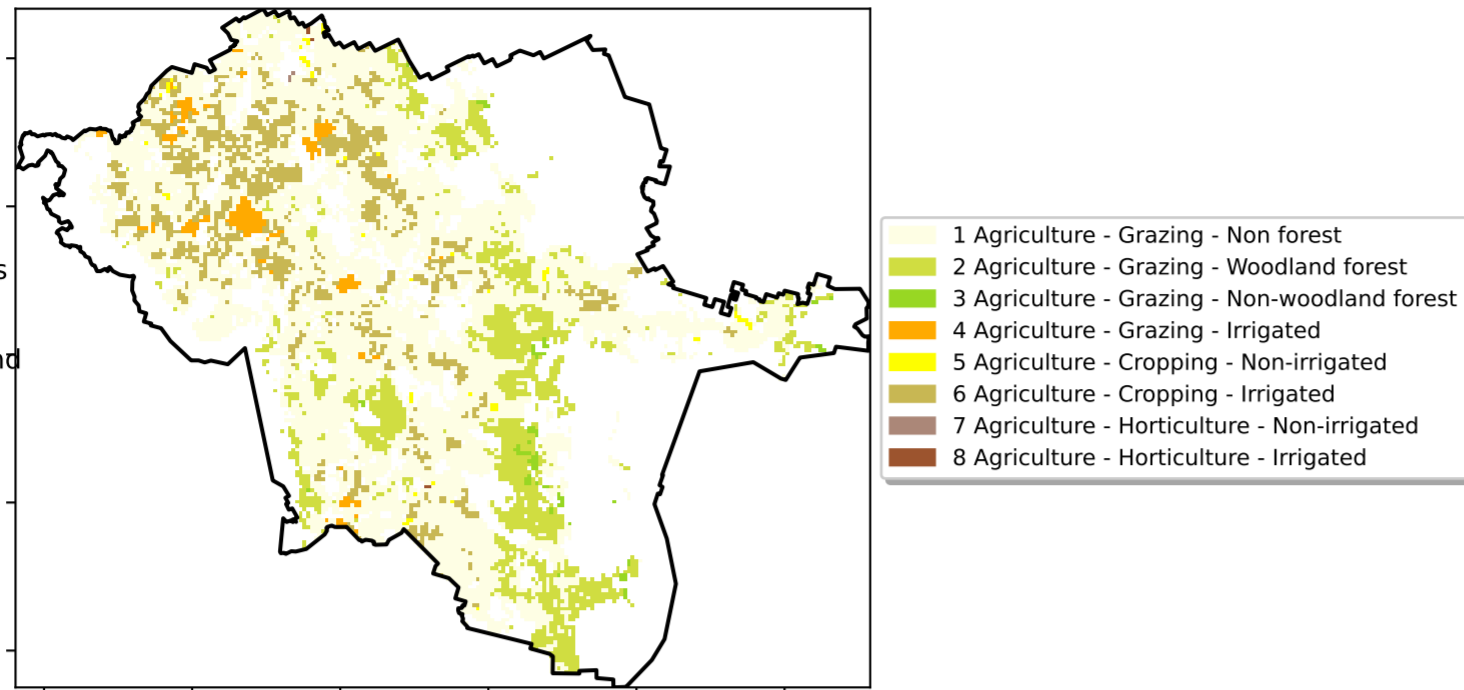 1 Agriculture - Grazing - Non forest
2 Agriculture - Grazing - Woodland forest
3 Agriculture - Grazing - Non-woodland forest
4 Agriculture - Grazing - Irrigated
5 Agriculture - Cropping - Non-irrigated
6 Agriculture - Cropping - Irrigated
7 Agriculture - Horticulture - Non-irrigated
8 Agriculture - Horticulture - Irrigated